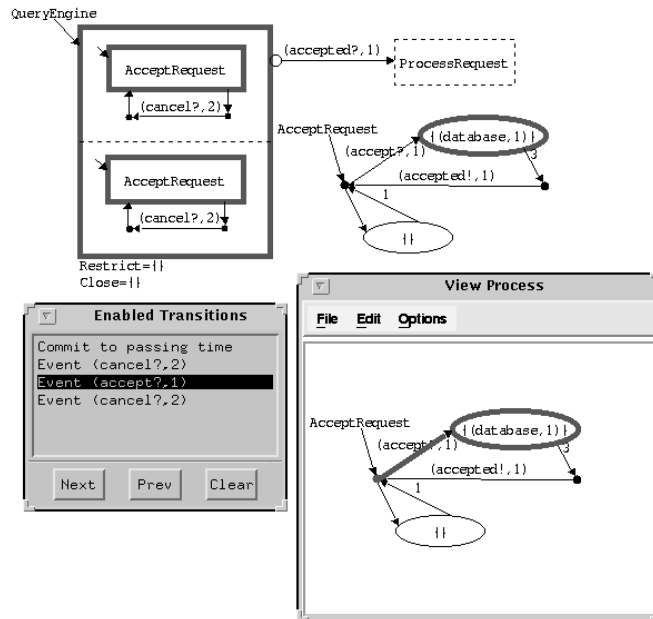 QueryEngine
(accepted?,1)
AcceptRequest
ProcessRequest
(cancel?,2)
AcceptRequest
{(database,1)}
(accept?,1)
3
AcceptRequest
(accepted!,1)
1
(cancel?,2)
{}
Restrict={}
Close={}
View Process
Enabled Transitions
File Edit Options
Commit to passing time
Event (cancel?,2)
Event (accept?,1)
Event (cancel?,2)
AcceptRequest
{(database,1)}
(accept?,1)
3
(accepted!,1)
Next Prev Clear
1
{}